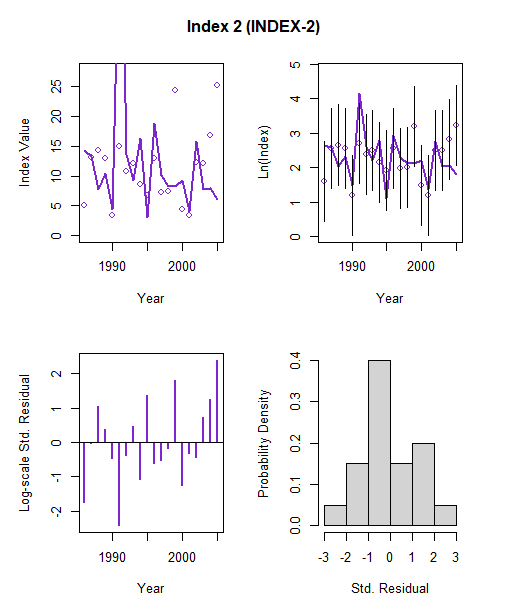 Index 2 (INDEX-2)
Index Value
25
20
15
10
5
0
1990
2000
Year
Ln(Index)
5
4
3
2
1
0
1990
2000
Year
Log-scale Std. Residual
2
1
0
-1
-2
1990
2000
Year
Probability Density
0.4
0.3
0.2
0.1
0.0
-3 -2 -1 0 1 2 3
Std. Residual